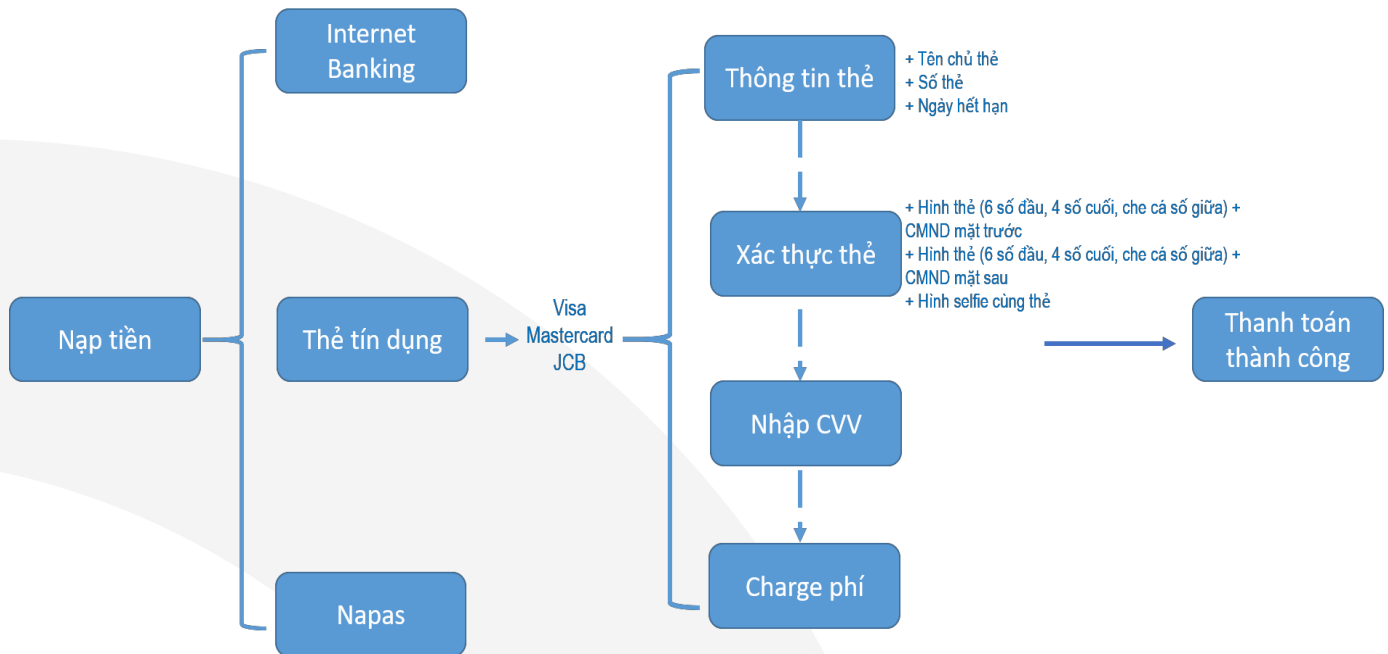 Nạp tiền
Internet
Banking
Thẻ tín dụng
Napas
Visa
Mastercard
JCB
Thông tin thẻ
+ Tên chủ thẻ
+ Số thẻ
+ Ngày hết hạn
Xác thực thẻ
+ Hình thẻ (6 số đầu, 4 số cuối, che cá số giữa) +
CMND mặt trước
+ Hình thẻ (6 số đầu, 4 số cuối, che cá số giữa) +
CMND mặt sau
+ Hình selfie cùng thẻ
Nhập CVV
Charge phí
Thanh toán
thành công